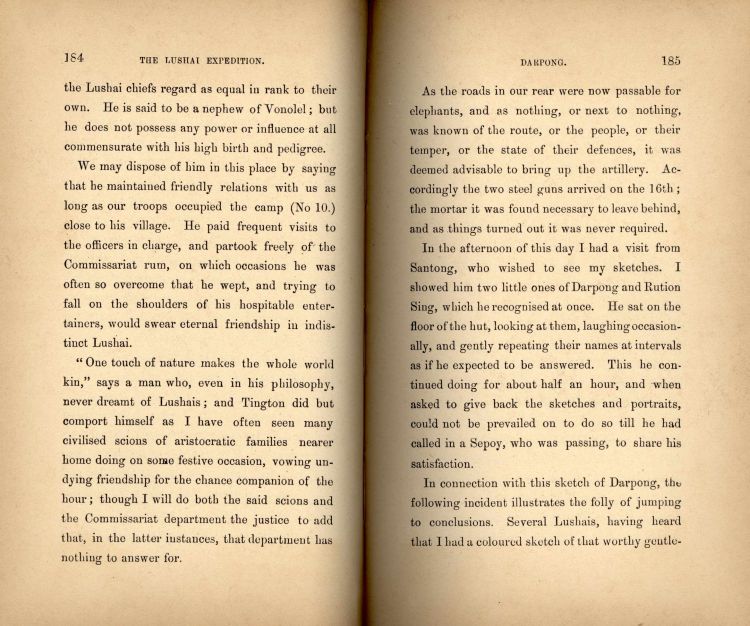 184
THE LUSHAI EXPEDITION.
the Lushai chiefs regard as equal in rank to their
own. He is said to be a nephew of Vonolel; but
he does not possess any power or influence at all
commensurate with his high birth and pedigree.
We may dispose of him in this place by saying
that he maintained friendly relations with us as
long as our troops occupied the camp (No 10.)
close to his village. He paid frequent visits to
the officers in charge, and partook freely of the
Commissariat rum, on which occasions he was
often so overcome that he wept, and trying to
fall on the shoulders of his hospitable enter-
tainers, would swear eternal friendship in indis-
tinct Lushai.
"One touch of nature makes the whole world
kin," says a man who, even in his philosophy,
never dreamt of Lushais; and Tington did but
comport himself as I have often seen many
civilised scions of aristocratic families nearer
home doing on some festive occasion, vowing un-
dying friendship for the chance companion of the
hour; though I will do both the said scions and
the Commissariat department the justice to add
that, in the latter instances, that department has
nothing to answer for.
DARPONG.
185
As the roads in our rear were now passable for
elephants, and as nothing, or next to nothing,
was known of the route, or the people, or their
temper, or the state of their defences, it was
deemed advisable to bring up the artillery. Ac-
cordingly the two steel guns arrived on the 16th;
the mortar it was found necessary to leave behind,
and as things turned out it was never required.
In the afternoon of this day I had a visit from
Santong, who wished to see my sketches. I
showed him two little ones of Darpong and Rution
Sing, which he recognised at once. He sat on the
floor of the hut, looking at them, laughing occasion-
ally, and gently repeating their names at intervals
as if he expected to be answered. This he con-
tinued doing for about half an hour, and when
asked to give back the sketches and portraits,
could not be prevailed on to do so till he had
called in a Sepoy, who was passing, to share his
satisfaction.
In connection with this sketch of Darpong, the
following incident illustrates the folly of jumping
to conclusions. Several Lushais, having heard
that I had a coloured sketch of that worthy gentle-